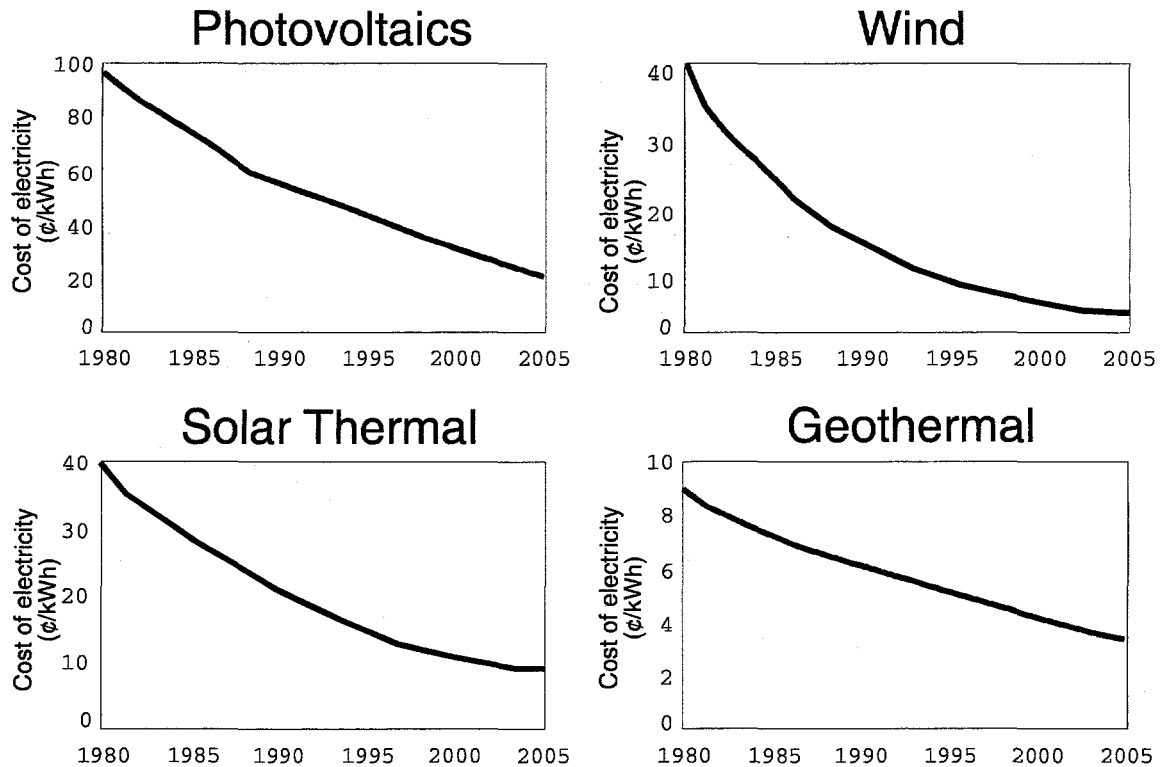 Photovoltaics
Cost of electricity
(¢/kWh)
100
80
60
40
20
0
1980 1985 1990 1995 2000 2005
Wind
Cost of electricity
(¢/kWh)
40
30
20
10
0
1980 1985 1990 1995 2000 2005
Solar Thermal
Cost of electricity
(¢/kWh)
40
30
20
10
0
1980 1985 1990 1995 2000 2005
Geothermal
Cost of electricity
(¢/kWh)
10
8
6
4
2
0
1980 1985 1990 1995 2000 2005